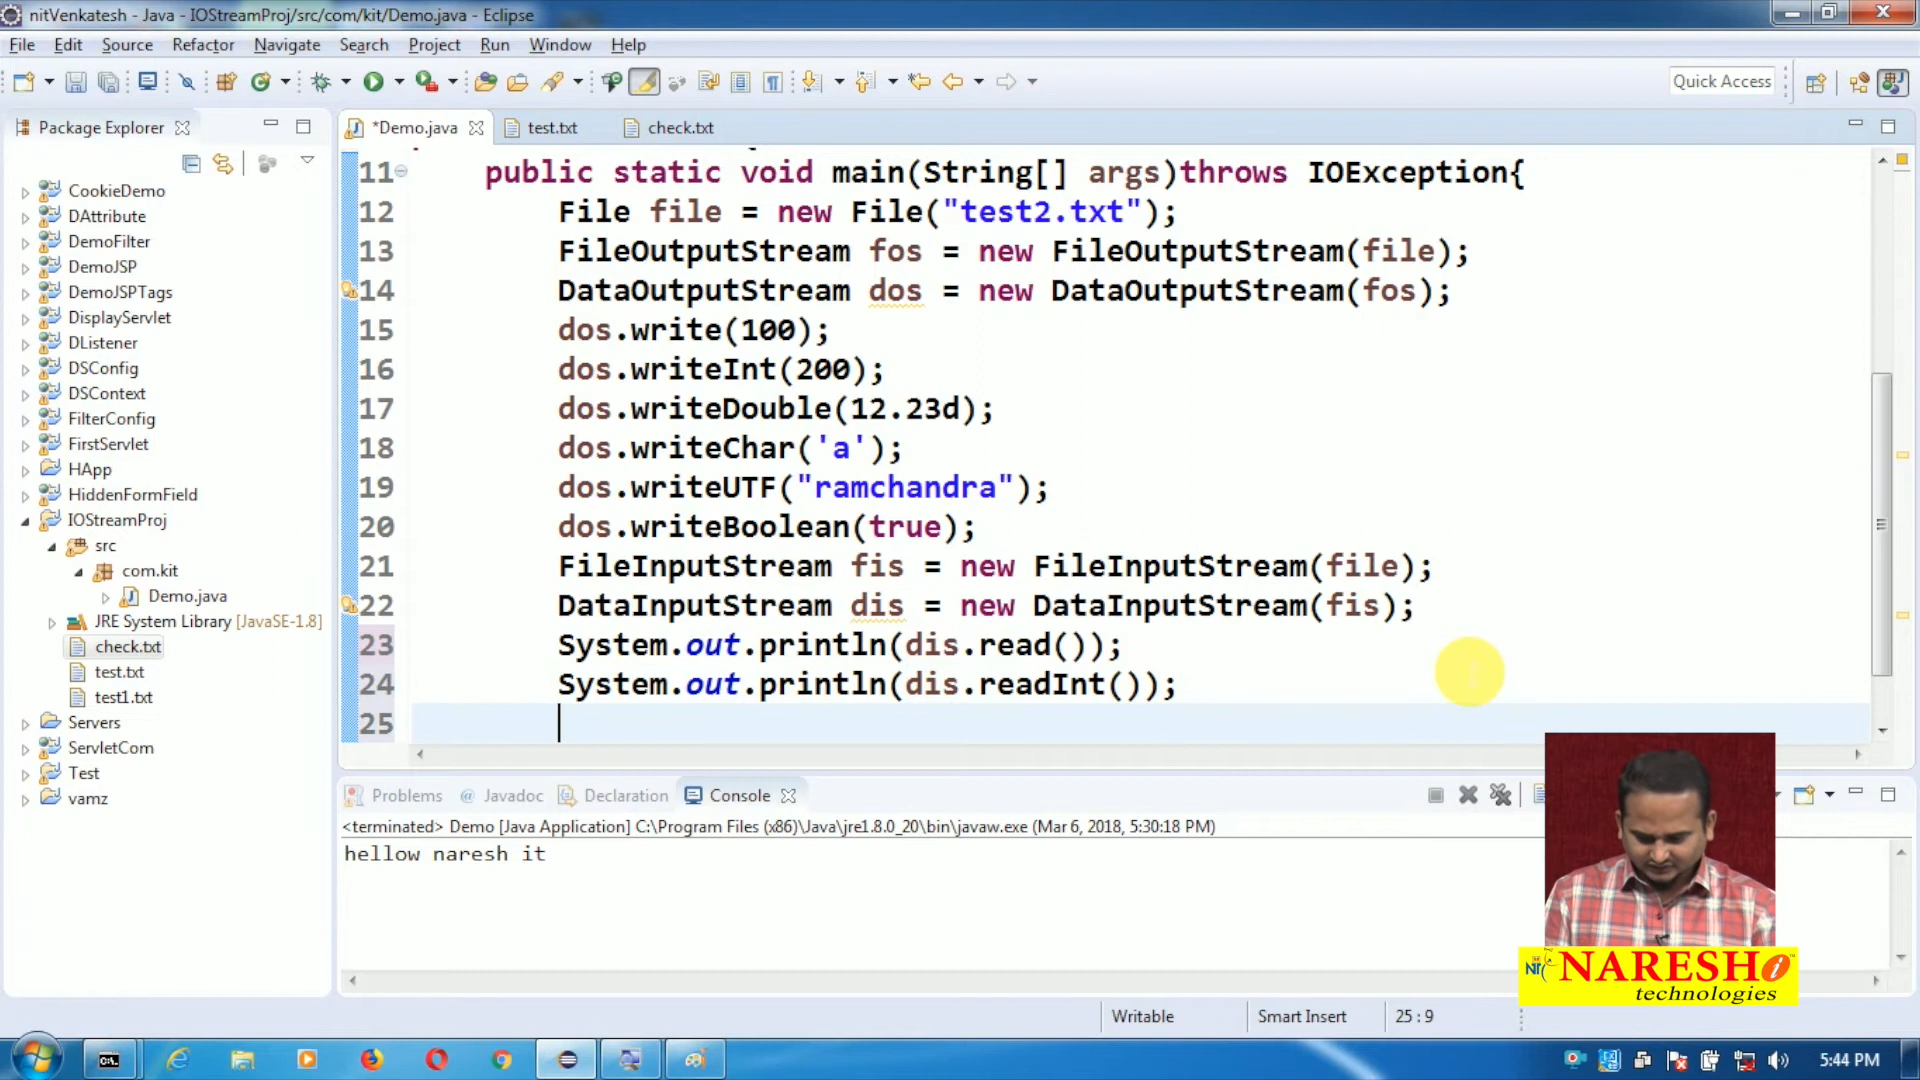 nitVenkatesh - Java - IOStreamProj/src/com/kit/Demo.java - Eclipse
File Edit Source Refactor Navigate Search Project Run Window Help
Quick Access
Package Explorer
*Demo.java test.txt check.txt
CookieDemo
DAttribute
DemoFilter
DemoJSP
DemoJSPTags
DisplayServlet
DListener
DSConfig
DSContext
FilterConfig
FirstServlet
HApp
HiddenFormField
IOStreamProj
src
com.kit
Demo.java
JRE System Library [JavaSE-1.8]
check.txt
test.txt
test1.txt
Servers
ServletCom
Test
vamz
11 public static void main(String[] args)throws IOException{
12 File file = new File("test2.txt");
13 FileOutputStream fos = new FileOutputStream(file);
14 DataOutputStream dos = new DataOutputStream(fos);
15 dos.write(100);
16 dos.writeInt(200);
17 dos.writeDouble(12.23d);
18 dos.writeChar('a');
19 dos.writeUTF("ramchandra");
20 dos.writeBoolean(true);
21 FileInputStream fis = new FileInputStream(file);
22 DataInputStream dis = new DataInputStream(fis);
23 System.out.println(dis.read());
24 System.out.println(dis.readInt());
25
Problems @ Javadoc Declaration Console
<terminated> Demo [Java Application] C:\Program Files (x86)\Java\jre1.8.0_20\bin\javaw.exe (Mar 6, 2018, 5:30:18 PM)
hellow naresh it
NARESH i
technologies
Writable Smart Insert 25 : 9
5:44 PM